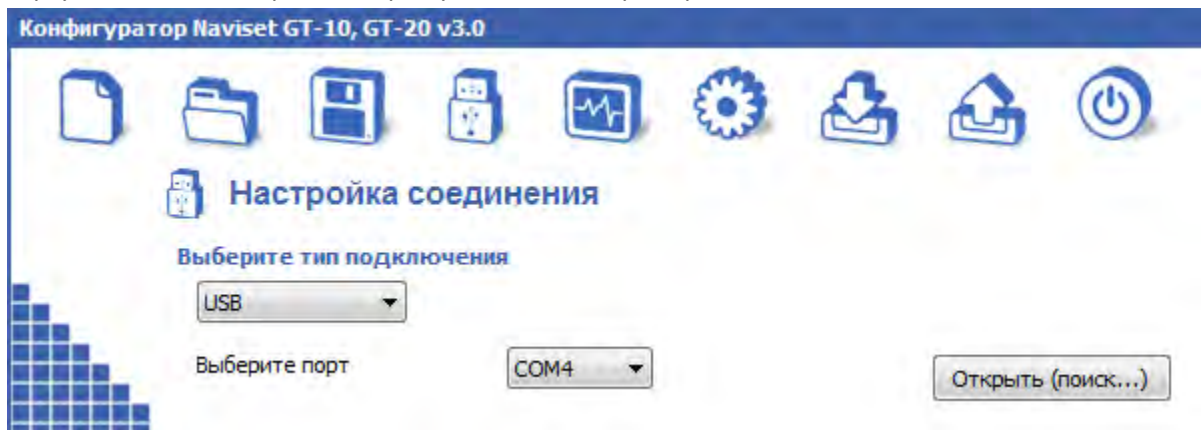 Конфигуратор Naviset GT-10, GT-20 v3.0
Настройка соединения
Выберите тип подключения
USB
Выберите порт
COM4
Открыть (поиск...)